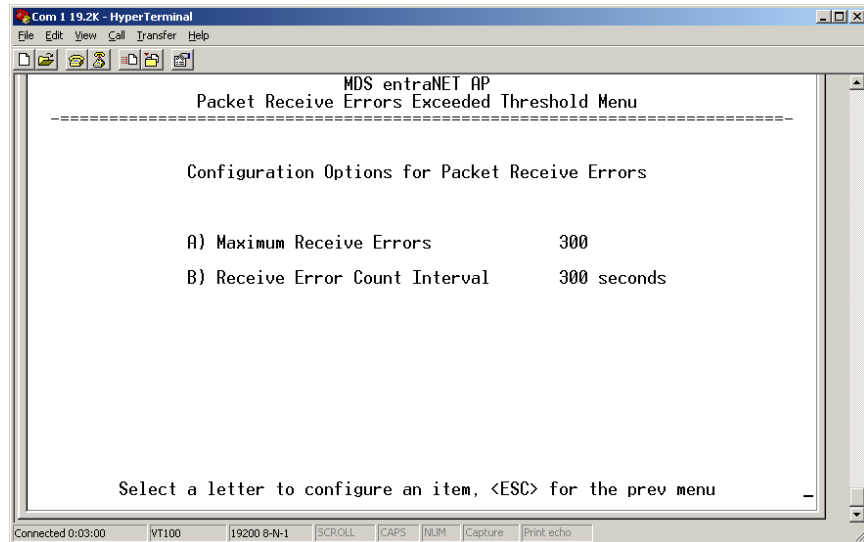 Com 1 19.2K - HyperTerminal
File Edit View Call Transfer Help
MDS entraNET AP
Packet Receive Errors Exceeded Threshold Menu
-==========================================================================-
Configuration Options for Packet Receive Errors
A) Maximum Receive Errors 300
B) Receive Error Count Interval 300 seconds
Select a letter to configure an item, <ESC> for the prev menu _
Connected 0:03:00 VT100 19200 8-N-1 SCROLL CAPS NUM Capture Print echo